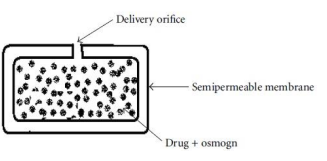 Delivery orifice
Semipermeable membrane
Drug + osmogn